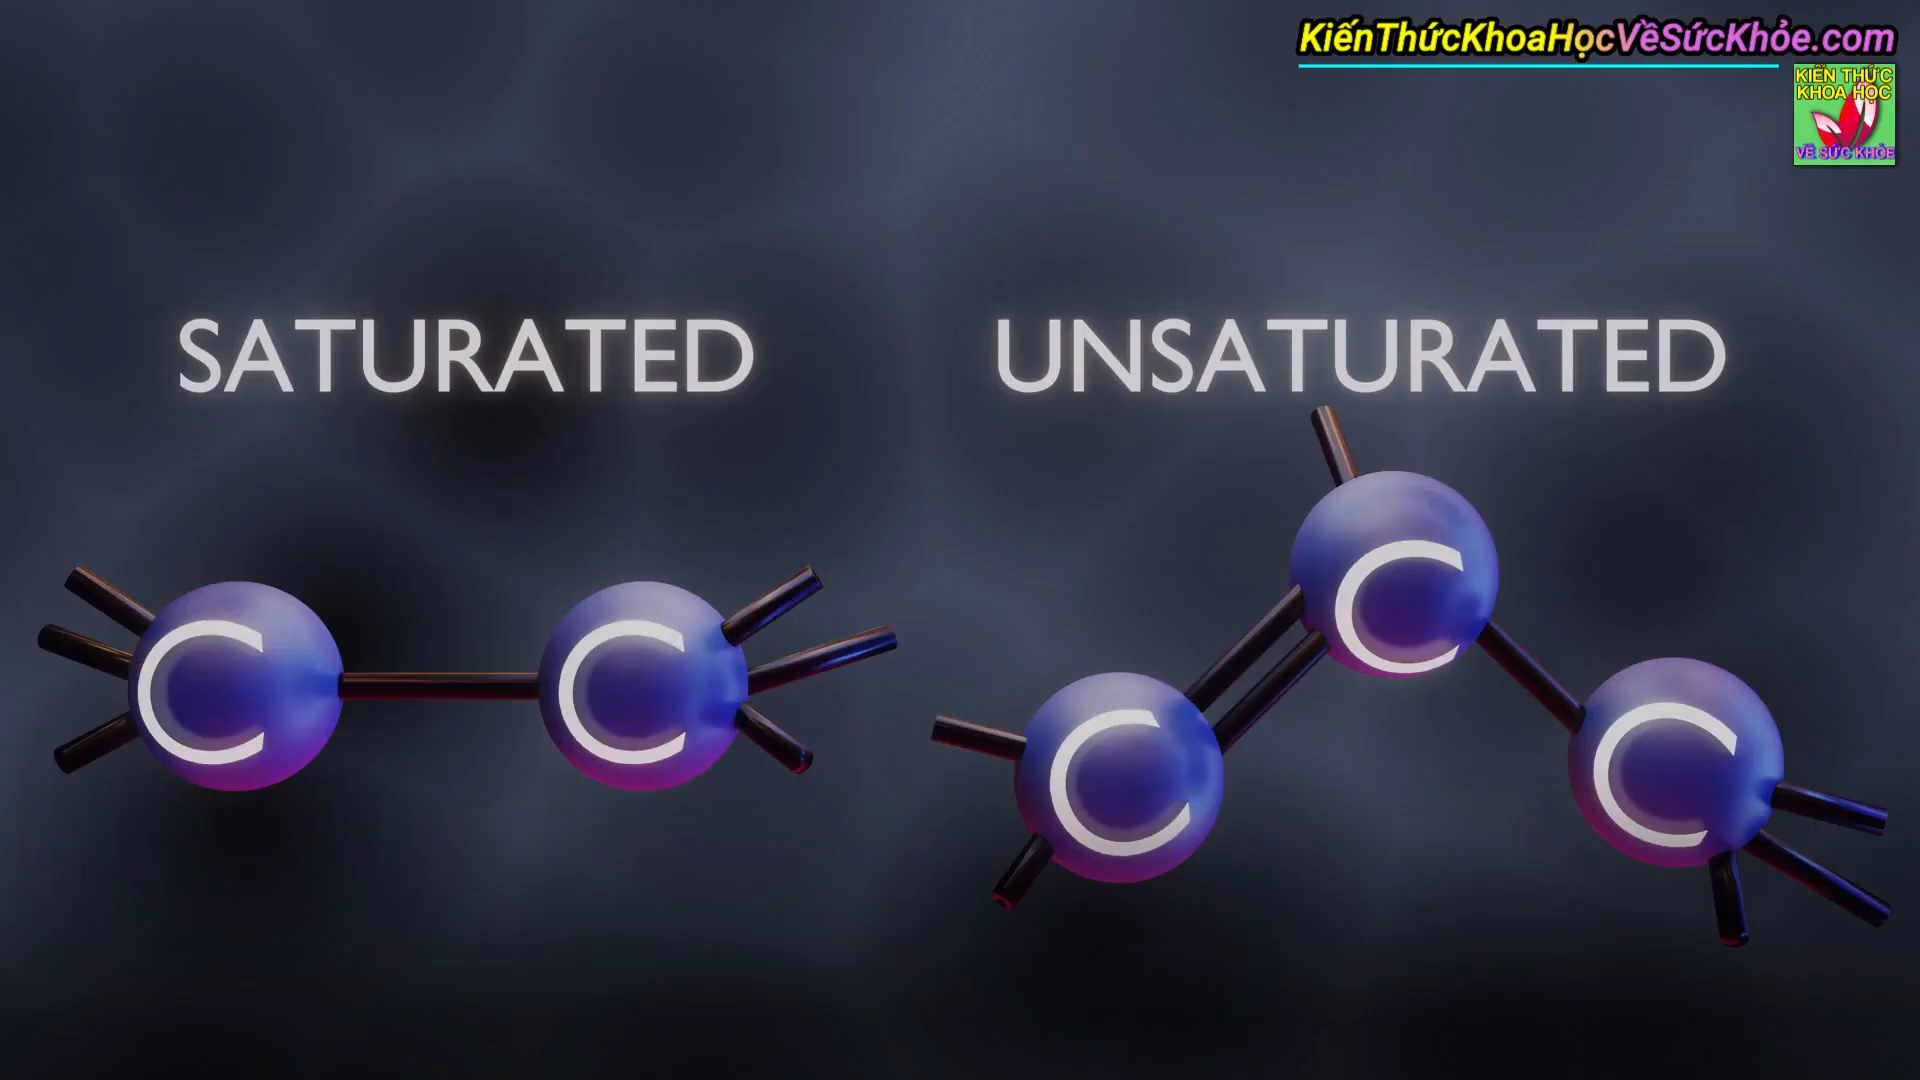 KiếnThứcKhoaHọcVềSứcKhỏe.com
KIẾN THỨC
KHOA HỌC
VỀ SỨC KHỎE
SATURATED
UNSATURATED
C
C
C
C
C